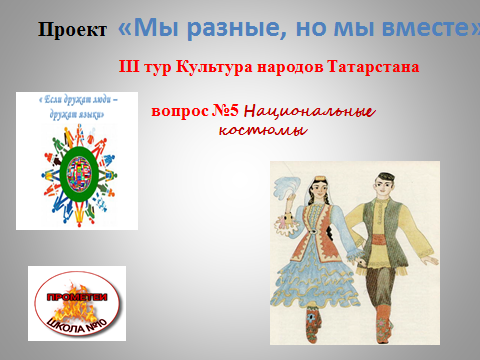 Проект «Мы разные, но мы вместе»
III тур Культура народов Татарстана
вопрос №5 Национальные
костюмы
« Если дружат люди –
дружат языки»
ПРОМЕТЕЙ
ШКОЛА №10